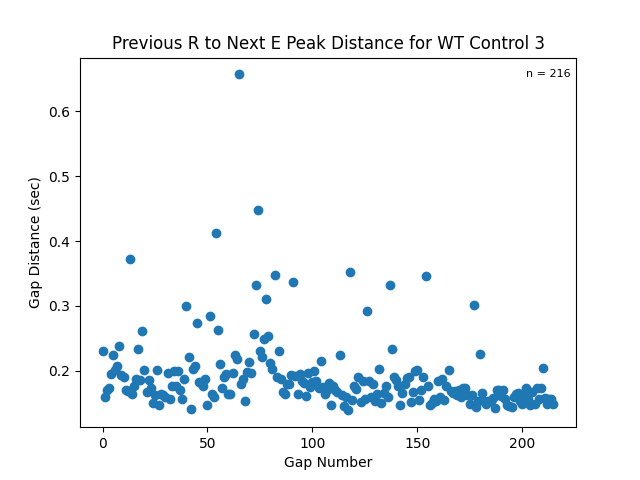 Previous R to Next E Peak Distance for WT Control 3
n = 216
Gap Distance (sec)
0.6
0.5
0.4
0.3
0.2
0 50 100 150 200
Gap Number